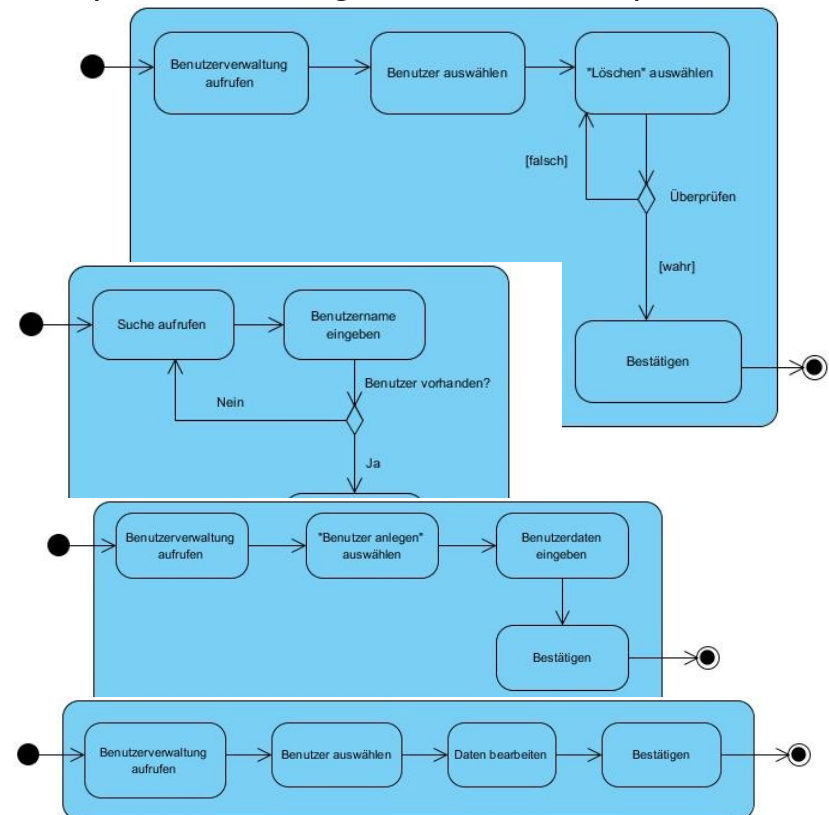 Benutzerverwaltung
aufrufen
Benutzer auswählen
"Löschen" auswählen
[falsch]
Überprüfen
[wahr]
Bestätigen
Suche aufrufen
Benutzername
eingeben
Benutzer vorhanden?
Nein
Ja
Benutzerverwaltung
aufrufen
"Benutzer anlegen"
auswählen
Benutzerdaten
eingeben
Bestätigen
Benutzerverwaltung
aufrufen
Benutzer auswählen
Daten bearbeiten
Bestätigen